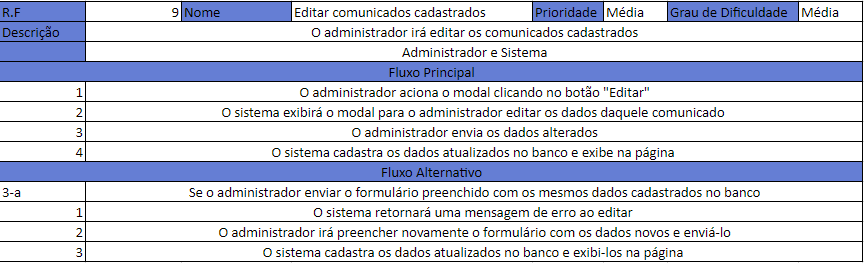 R.F 9 Nome Editar comunicados cadastrados Prioridade Média Grau de Dificuldade Média
Descrição O administrador irá editar os comunicados cadastrados
Administrador e Sistema
Fluxo Principal
1 O administrador aciona o modal clicando no botão "Editar"
2 O sistema exibirá o modal para o administrador editar os dados daquele comunicado
3 O administrador envia os dados alterados
4 O sistema cadastra os dados atualizados no banco e exibe na página
Fluxo Alternativo
3-a Se o administrador enviar o formulário preenchido com os mesmos dados cadastrados no banco
1 O sistema retornará uma mensagem de erro ao editar
2 O administrador irá preencher novamente o formulário com os dados novos e enviá-lo
3 O sistema cadastra os dados atualizados no banco e exibi-los na página